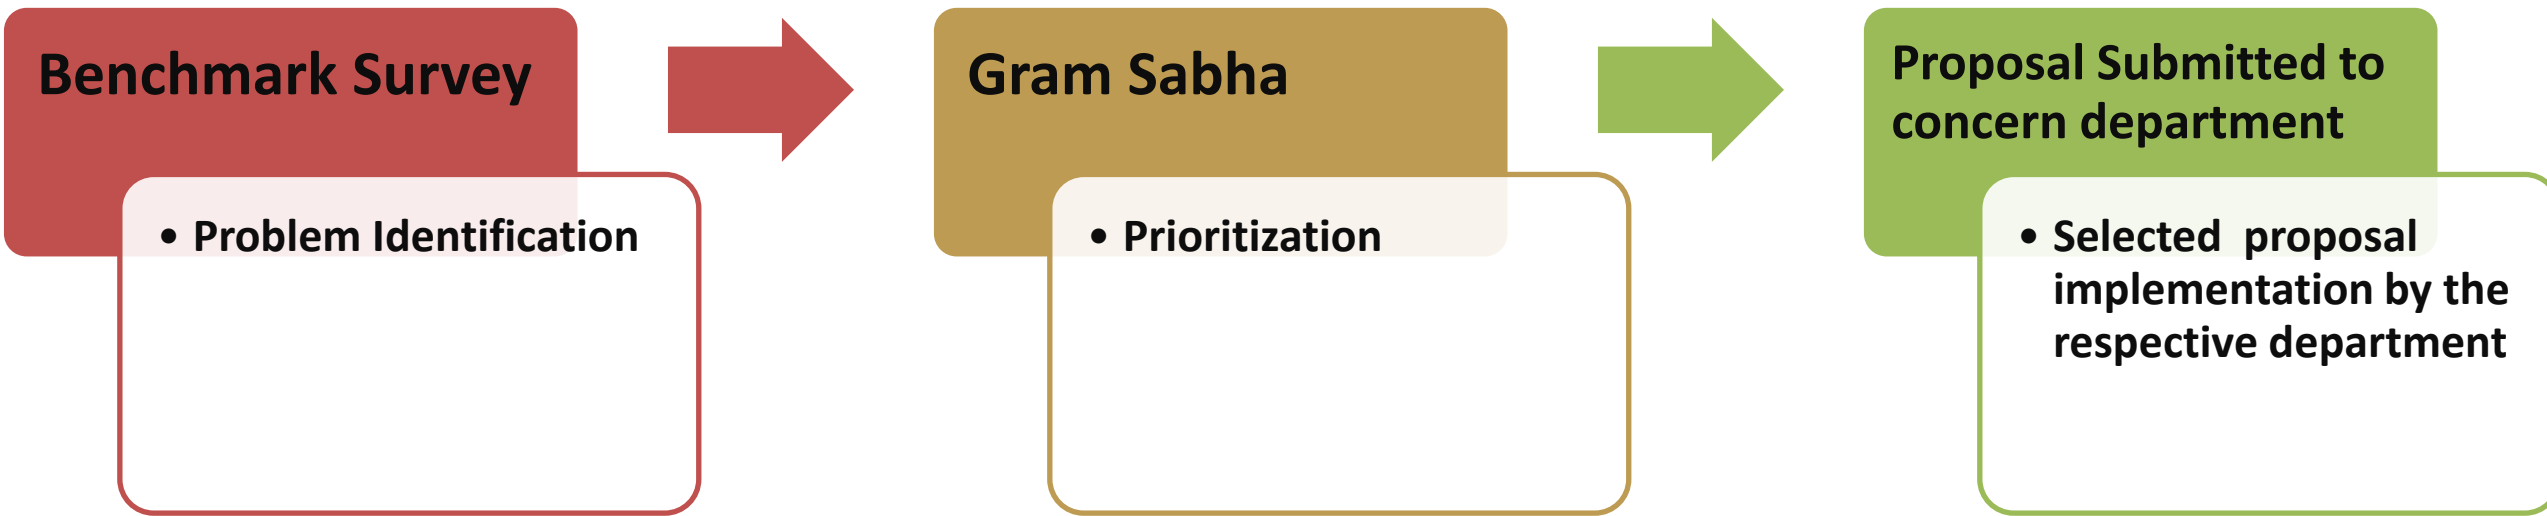 Benchmark Survey
• Problem Identification
Gram Sabha
• Prioritization
Proposal Submitted to
concern department
• Selected proposal
implementation by the
respective department